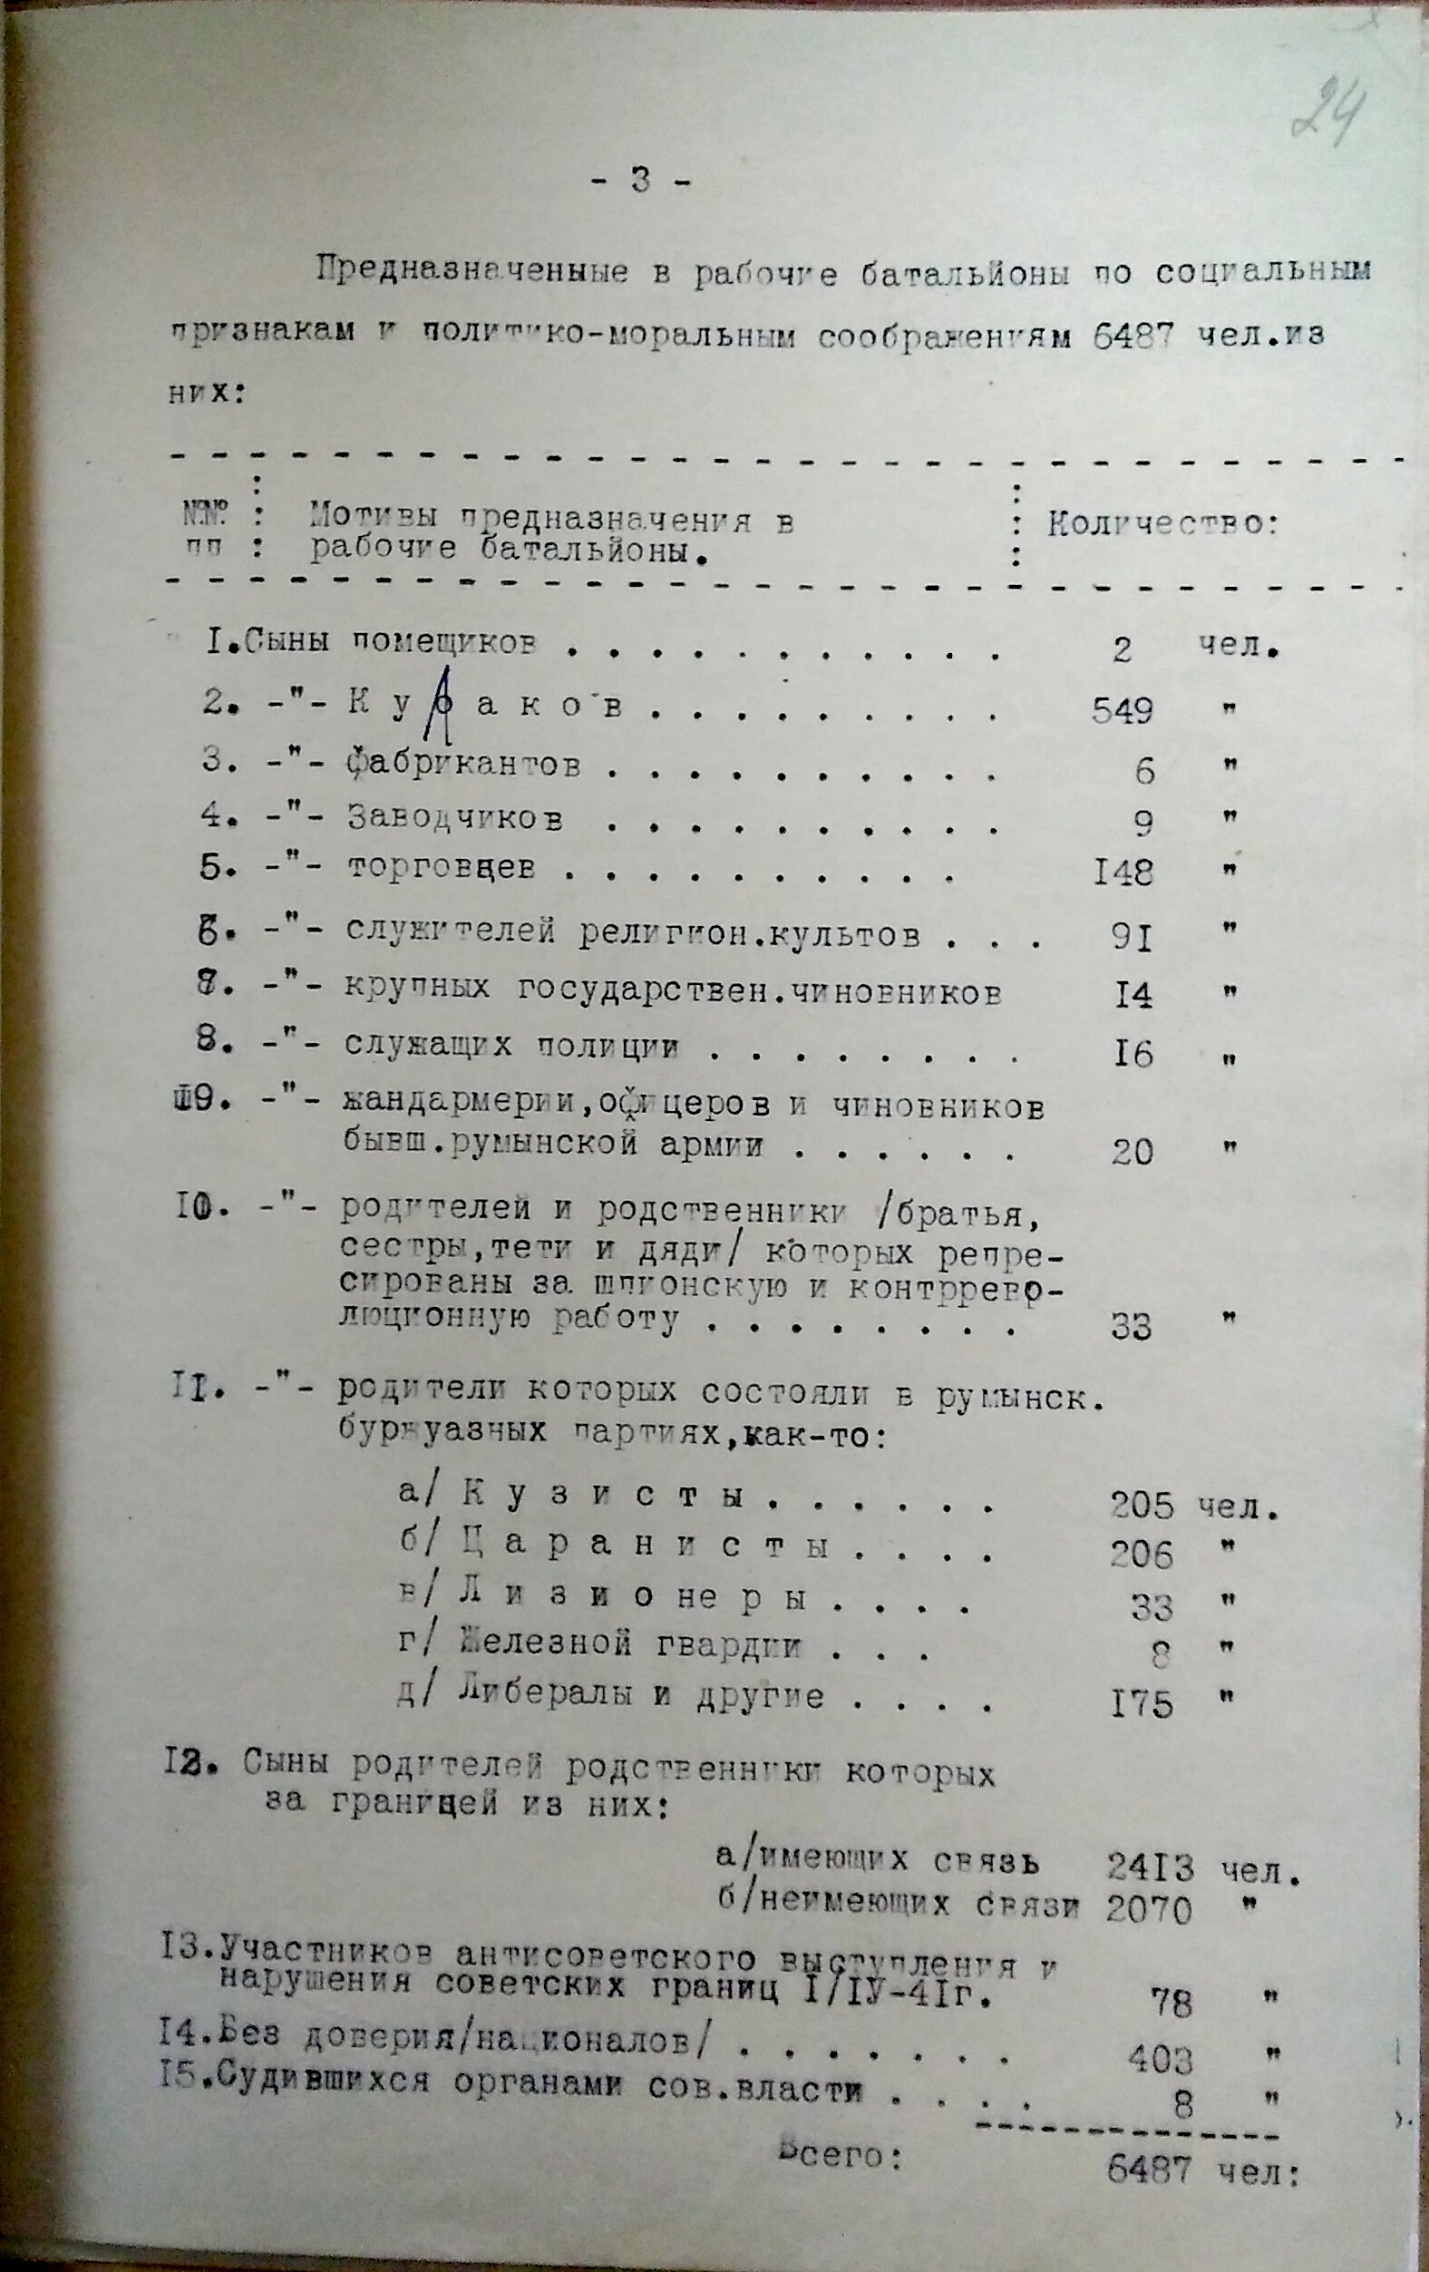 24
- 3 -
Предназначенные в рабочие батальйоны по социальным
признакам и политико-моральным соображениям 6487 чел.из
них:
№№ : Мотивы предназначения в : Количество:
пп : рабочие батальйоны. :
I.Сыны помещиков . . . . . . . . . . . 2 чел.
2. -"- К у л а к о в . . . . . . . . . 549 "
3. -"- фабрикантов . . . . . . . . . . 6 "
4. -"- Заводчиков . . . . . . . . . . 9 "
5. -"- торговцев . . . . . . . . . . I48 "
6. -"- служителей религион.культов . . . 9I "
7. -"- крупных государствен.чиновников I4 "
8. -"- служащих полиции . . . . . . . . I6 "
9. -"- жандармерии,офицеров и чиновников
бывш.румынской армии . . . . . . 20 "
I0. -"- родителей и родственники /братья,
сестры,тети и дяди/ которых репре-
сированы за шпионскую и контррево-
люционную работу . . . . . . . . 33 "
II. -"- родители которых состояли в румынск.
буржуазных партиях,как-то:
а/ К у з и с т ы . . . . . . 205 чел.
б/ Ц а р а н и с т ы . . . . 206 "
в/ Л и з и о не р ы . . . . 33 "
г/ Железной гвардии . . . 8 "
д/ Либералы и другие . . . . I75 "
I2. Сыны родителей родственники которых
за границей из них:
а/имеющих связь 24I3 чел.
б/неимеющих связи 2070 "
I3.Участников антисоветского выступления и
нарушения советских границ I/IУ-4Iг. 78 "
I4.Без доверия/националов/ . . . . . . . 403 "
I5.Судившихся органами сов.власти . . . . 8 "
Всего: 6487 чел: